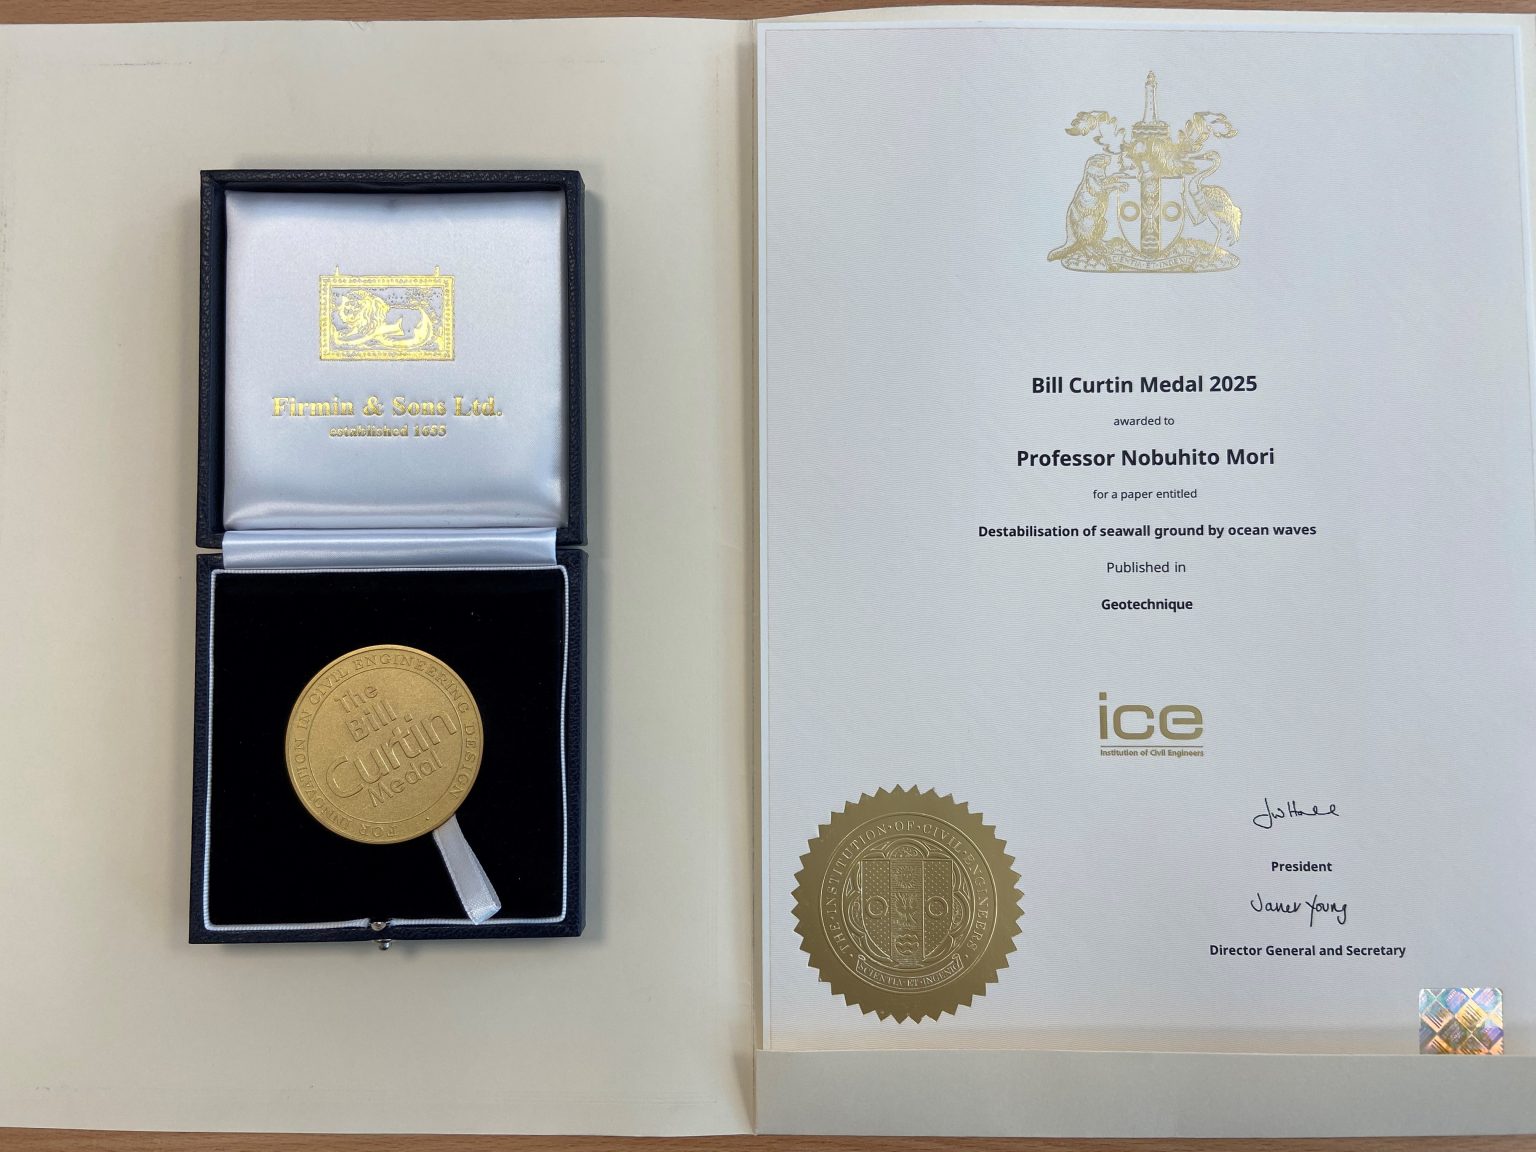 Firmin & Sons Ltd.
established 1655
FOR INNOVATION IN CIVIL ENGINEERING DESIGN
The
Bill
Curtin
Medal
Bill Curtin Medal 2025
awarded to
Professor Nobuhito Mori
for a paper entitled
Destabilisation of seawall ground by ocean waves
Published in
Geotechnique
ice
Institution of Civil Engineers
THE·INSTITUTION·OF·CIVIL·ENGINEERS
SCIENTIA·ET·INGENIO
President
Janet Young
Director General and Secretary